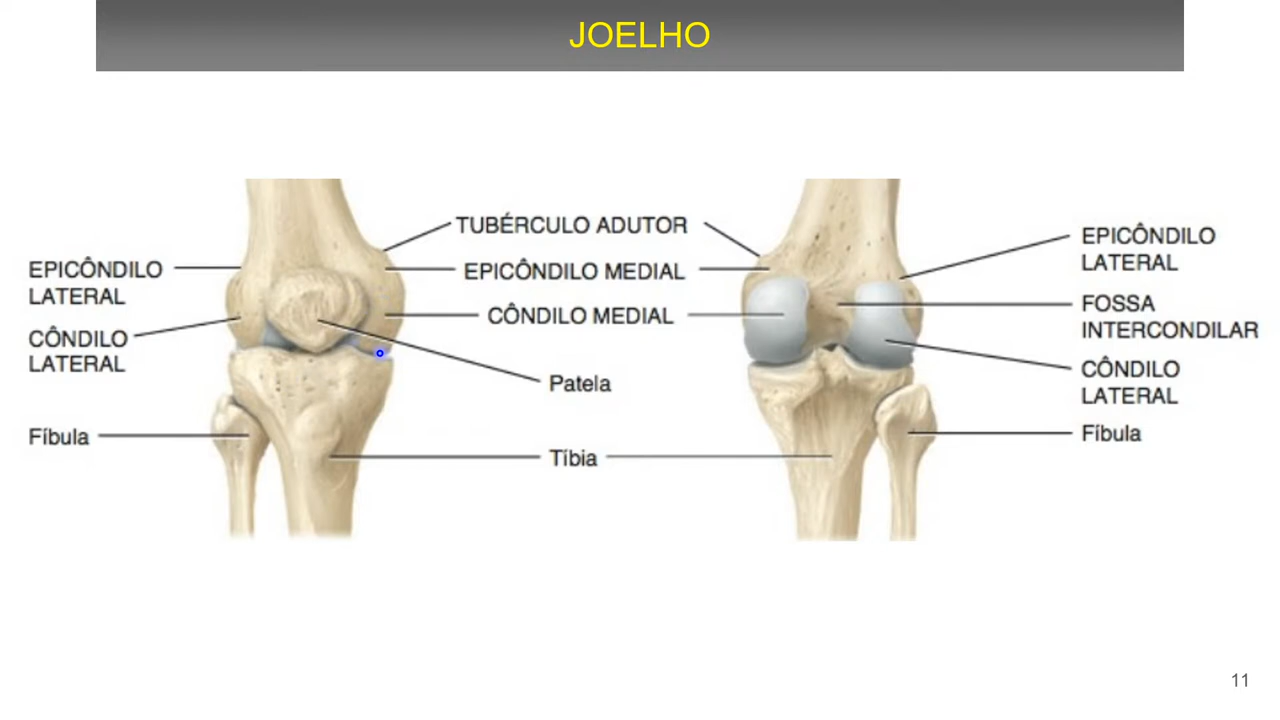 JOELHO
TUBÉRCULO ADUTOR
EPICÔNDILO MEDIAL
CÔNDILO MEDIAL
EPICÔNDILO
LATERAL
CÔNDILO
LATERAL
Patela
Fíbula
Tíbia
EPICÔNDILO
LATERAL
FOSSA
INTERCONDILAR
CÔNDILO
LATERAL
Fíbula
11